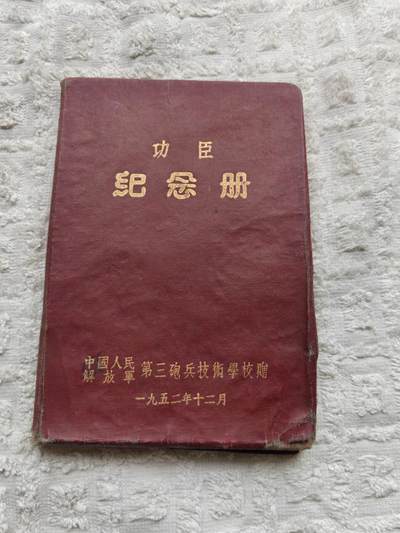 功臣
纪念册
中國人民
解放軍 第三砲兵技術學校贈
一九五二年十二月